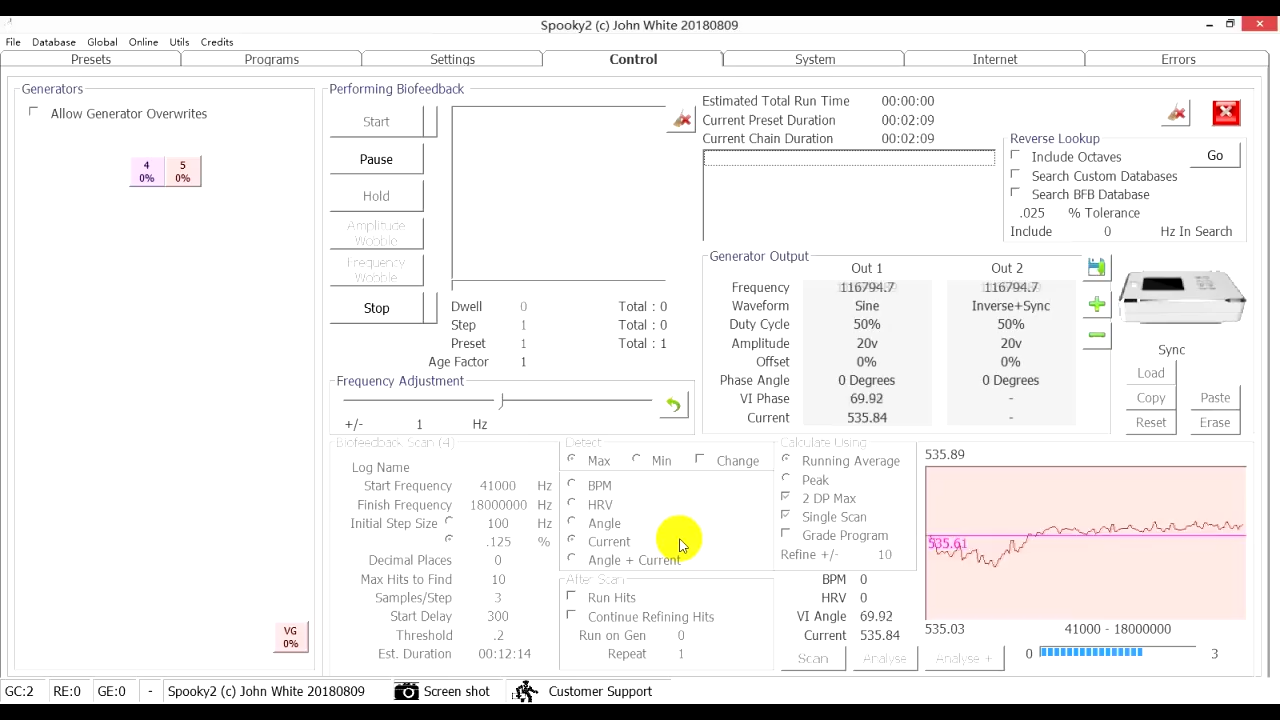 Spooky2 (c) John White 20180809
File Database Global Online Utils Credits
Presets Programs Settings Control System Internet Errors
Generators
Allow Generator Overwrites
4 5
0% 0%
VG
0%
Performing Biofeedback
Start
Pause
Hold
Amplitude
Wobble
Frequency
Wobble
Stop
Dwell 0 Total : 0
Step 1 Total : 0
Preset 1 Total : 1
Age Factor 1
Frequency Adjustment
+/- 1 Hz
Estimated Total Run Time 00:00:00
Current Preset Duration 00:02:09
Current Chain Duration 00:02:09
Reverse Lookup
Include Octaves Go
Search Custom Databases
Search BFB Database
.025 % Tolerance
Include 0 Hz In Search
Generator Output
Out 1 Out 2
Frequency 116794.7 116794.7
Waveform Sine Inverse+Sync
Duty Cycle 50% 50%
Amplitude 20v 20v
Offset 0% 0%
Phase Angle 0 Degrees 0 Degrees
VI Phase 69.92 -
Current 535.84 -
Sync
Load
Copy Paste
Reset Erase
Biofeedback Scan (4)
Log Name
Start Frequency 41000 Hz
Finish Frequency 18000000 Hz
Initial Step Size 100 Hz
.125 %
Decimal Places 0
Max Hits to Find 10
Samples/Step 3
Start Delay 300
Threshold .2
Est. Duration 00:12:14
Detect
Max Min Change
BPM
HRV
Angle
Current
Angle + Current
After Scan
Run Hits
Continue Refining Hits
Run on Gen 0
Repeat 1
Calculate Using
Running Average
Peak
2 DP Max
Single Scan
Grade Program
Refine +/- 10
BPM 0
HRV 0
VI Angle 69.92
Current 535.84
Scan Analyse Analyse +
535.89
535.61
535.03 41000 - 18000000
0 3
GC:2 RE:0 GE:0 - Spooky2 (c) John White 20180809 Screen shot Customer Support